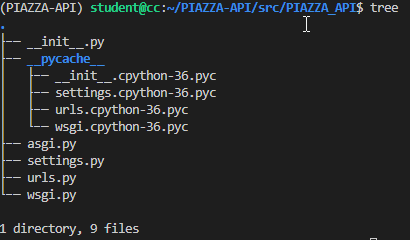 (PIAZZA-API) student@cc:~/PIAZZA-API/src/PIAZZA_API$ tree
.
├── __init__.py
├── __pycache__
│   ├── __init__.cpython-36.pyc
│   ├── settings.cpython-36.pyc
│   ├── urls.cpython-36.pyc
│   └── wsgi.cpython-36.pyc
├── asgi.py
├── settings.py
├── urls.py
└── wsgi.py

1 directory, 9 files